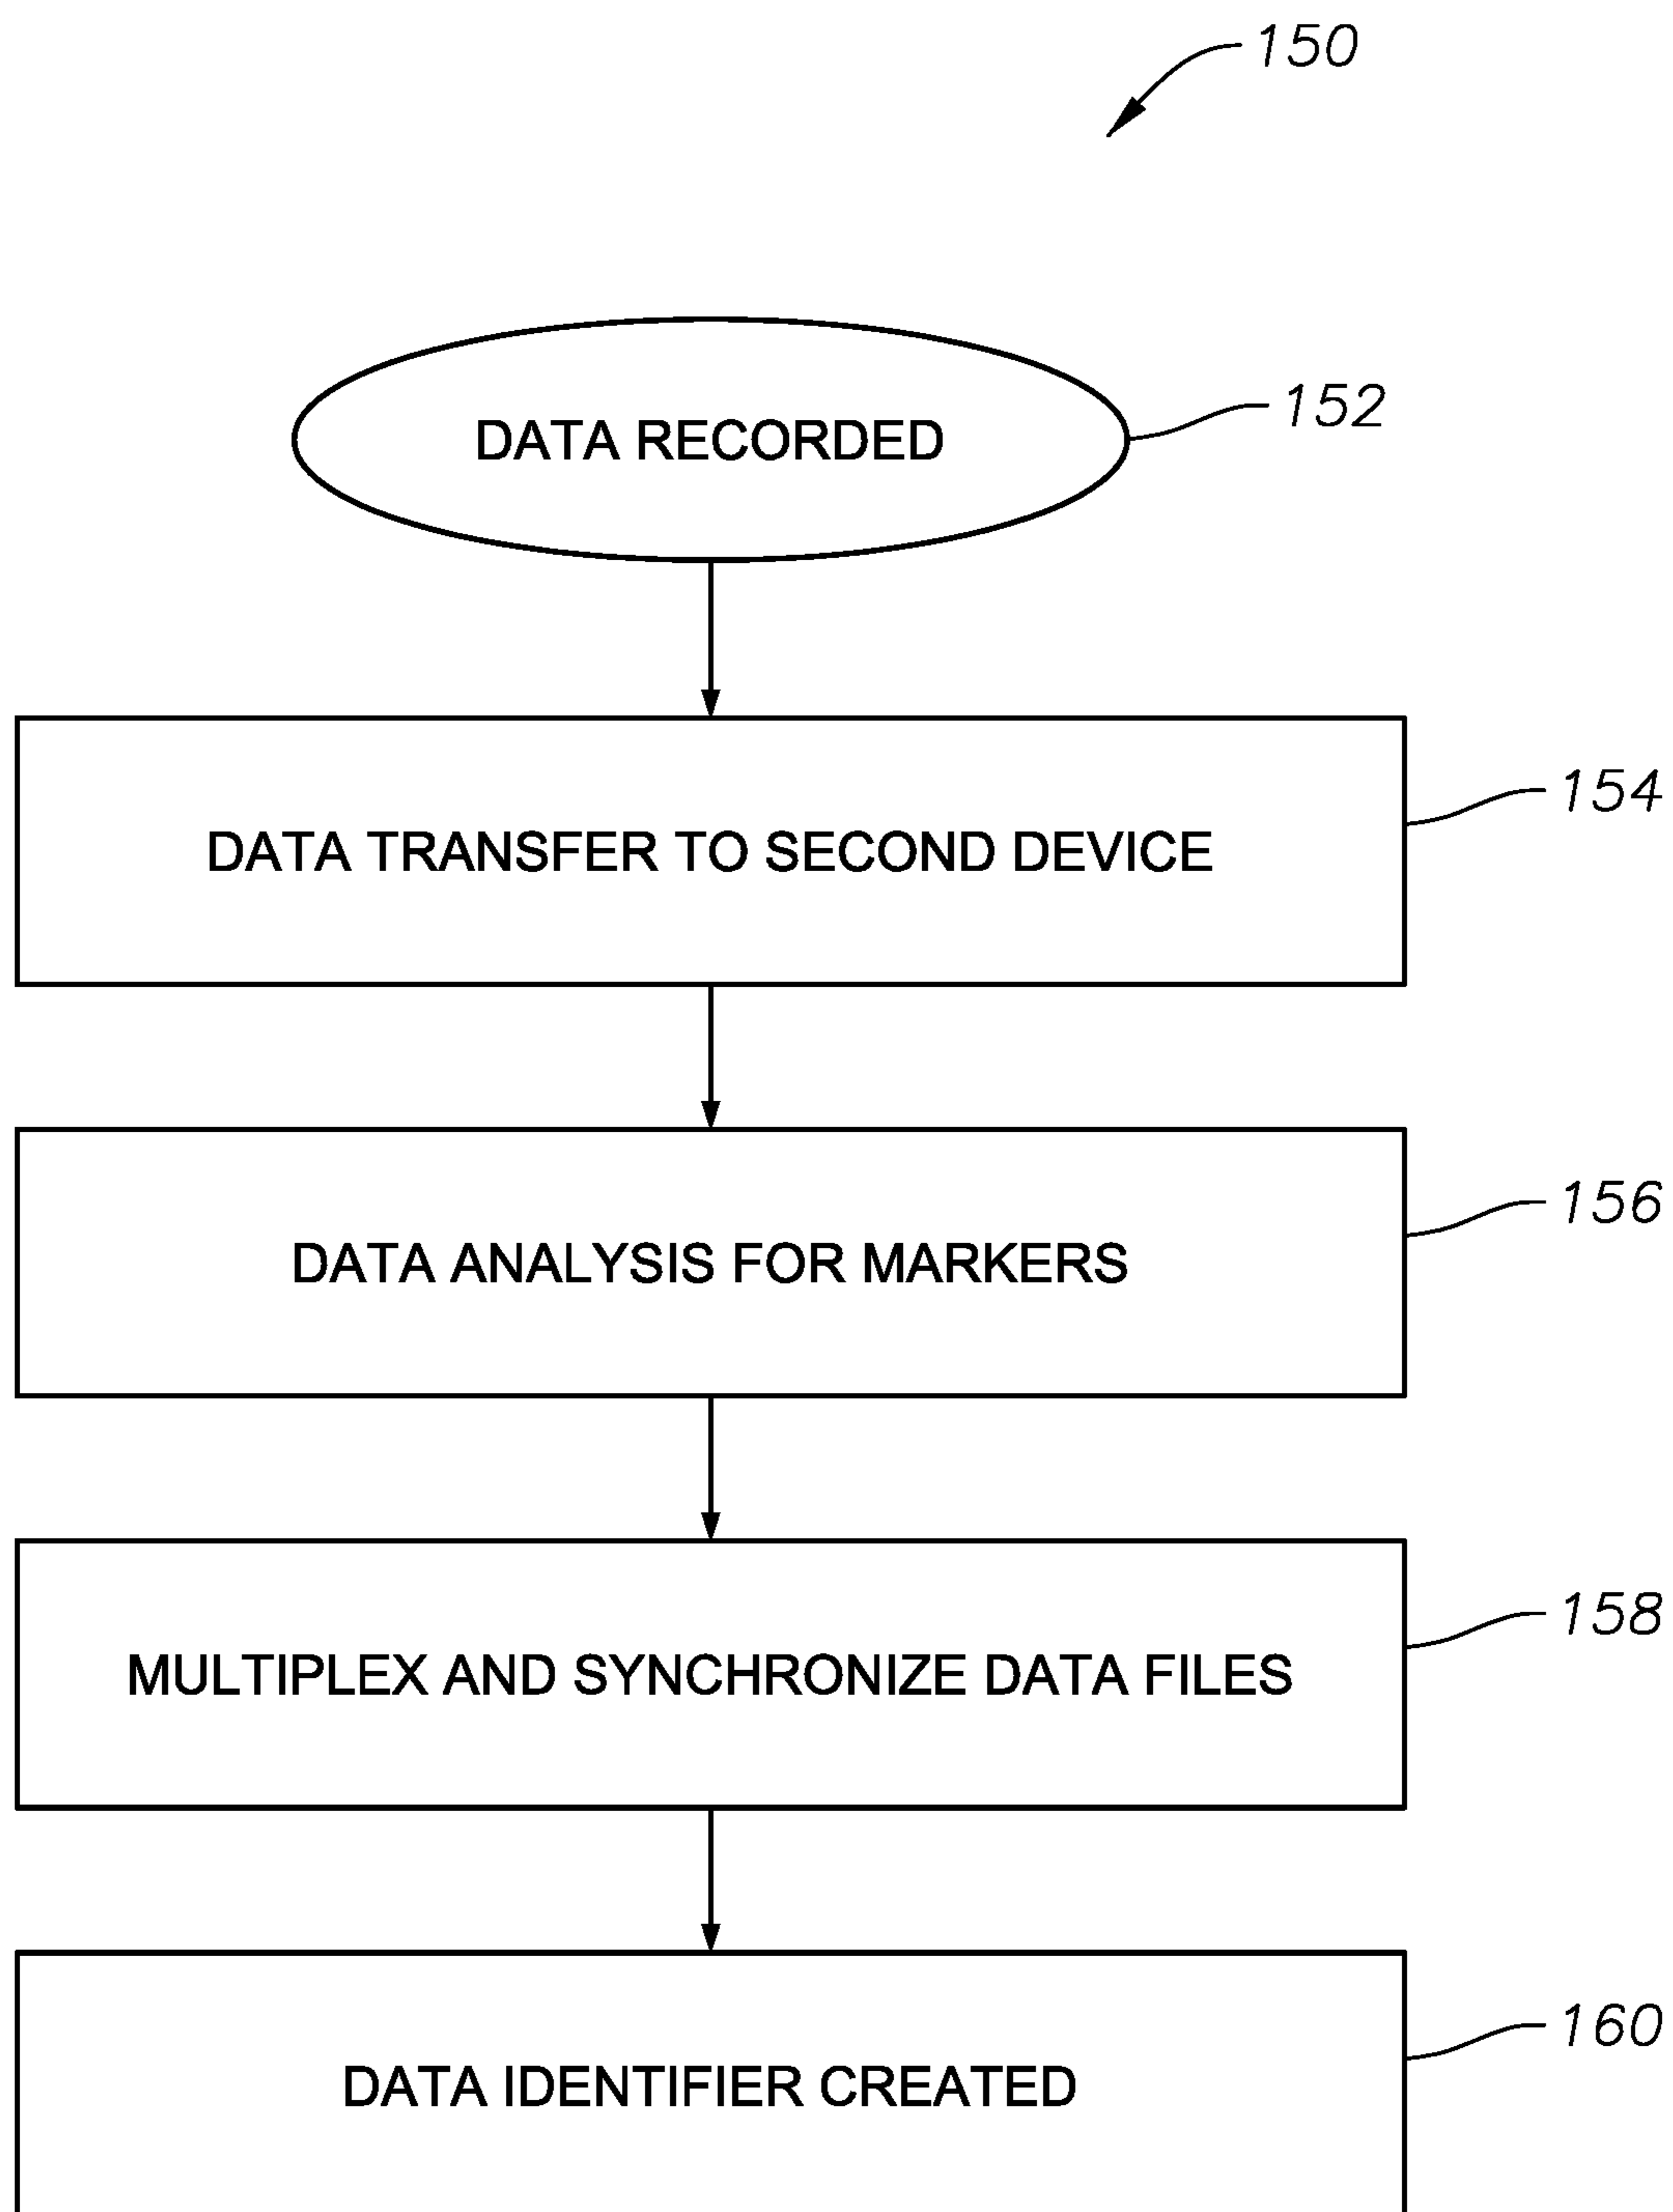 150
DATA RECORDED
152
154
DATA TRANSFER TO SECOND DEVICE
156
DATA ANALYSIS FOR MARKERS
158
MULTIPLEX AND SYNCHRONIZE DATA FILES
160
DATA IDENTIFIER CREATED